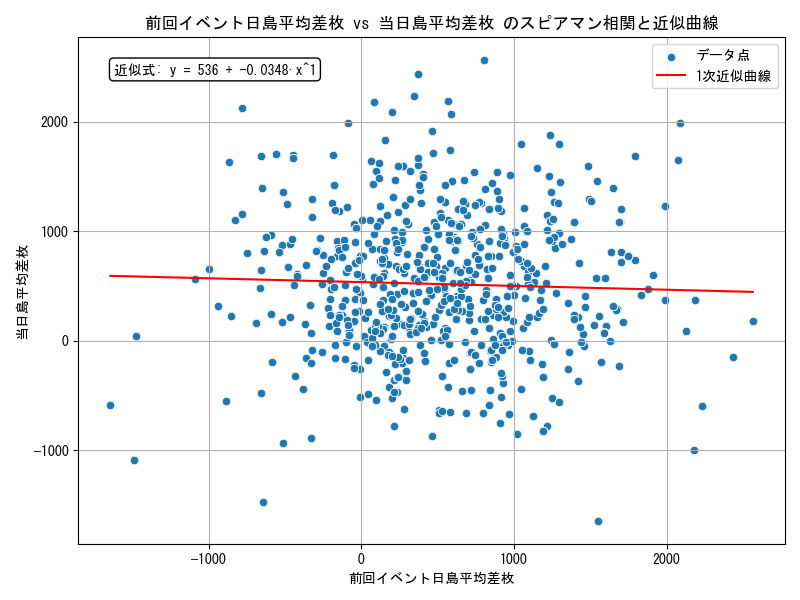 前回イベント日島平均差枚 vs 当日島平均差枚 のスピアマン相関と近似曲線
近似式: y = 536 + -0.0348·x^1
データ点
1次近似曲線
当日島平均差枚
2000
1000
0
−1000
−1000
0
1000
2000
前回イベント日島平均差枚